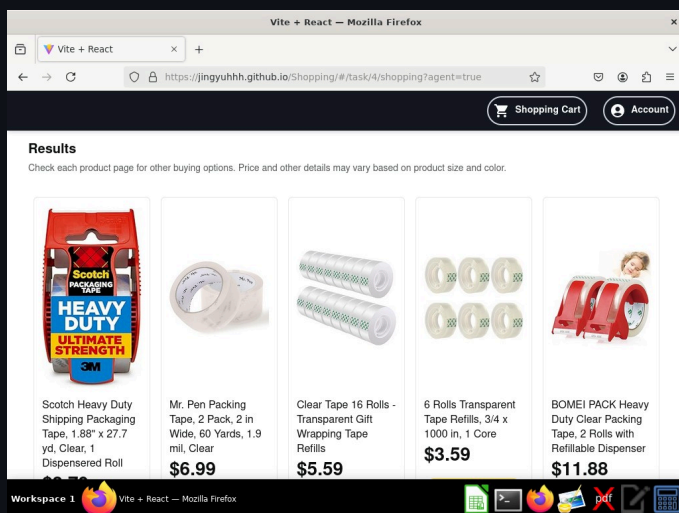 Vite + React — Mozilla Firefox
Vite + React
https://jingyuhhh.github.io/Shopping/#/task/4/shopping?agent=true
Shopping Cart
Account
Results
Check each product page for other buying options. Price and other details may vary based on product size and color.
Scotch
PACKAGING
TAPE
HEAVY
DUTY
ULTIMATE
STRENGTH
3M
Scotch Heavy Duty
Shipping Packaging
Tape, 1.88" x 27.7
yd, Clear, 1
Dispensered Roll
Mr. Pen Packing
Tape, 2 Pack, 2 in
Wide, 60 Yards, 1.9
mil, Clear
$6.99
Clear Tape 16 Rolls -
Transparent Gift
Wrapping Tape
Refills
$5.59
6 Rolls Transparent
Tape Refills, 3/4 x
1000 in, 1 Core
$3.59
BOMEI PACK Heavy
Duty Clear Packing
Tape, 2 Rolls with
Refillable Dispenser
$11.88
Workspace 1
Vite + React — Mozilla Firefox
pdf